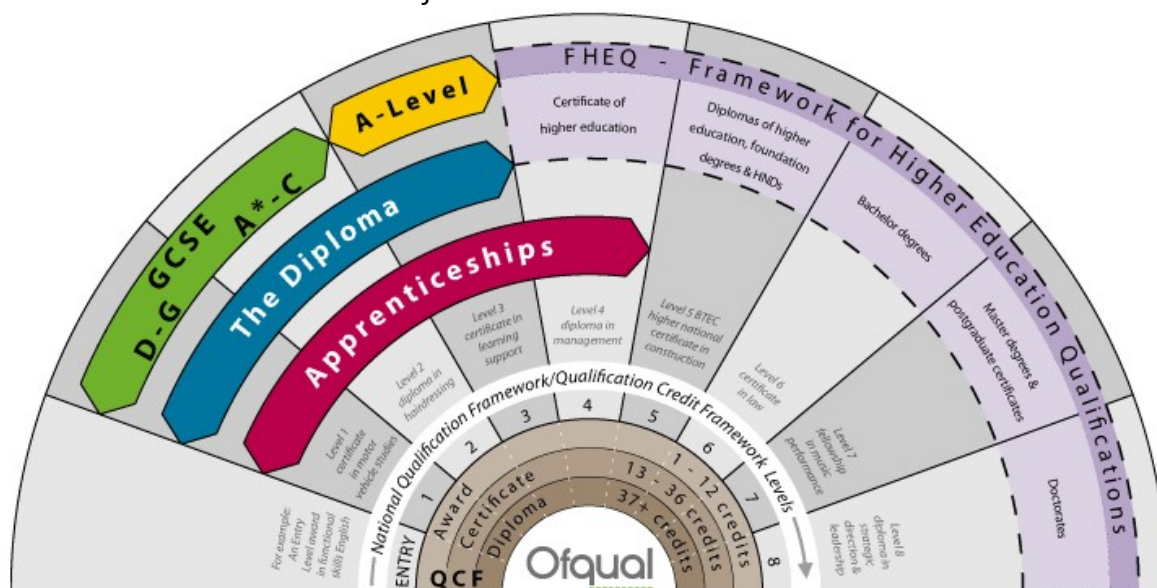 A-Level
GCSE
D-G A*-C
The Diploma
Apprenticeships
FHEQ - Framework for Higher Education Qualifications
Certificate of
higher education
Diplomas of higher
education, foundation
degrees & HNDs
Bachelor degrees
Master degrees &
postgraduate certificates
Doctorates
For example:
An Entry
Level award
in functional
skills English
Level 1
certificate
in motor
vehicle studies
Level 2
diploma in
hairdressing
Level 3
certificate in
learning
support
Level 4
diploma in
management
Level 5 BTEC
higher national
certificate in
construction
Level 6
certificate
in law
Level 7
fellowship
in music
performance
Level 8
diploma in
strategic
direction &
leadership
National Qualification Framework/Qualification Credit Framework Levels
ENTRY
1
2
3
4
5
6
7
8
Award
1 - 12 credits
Certificate
13 - 36 credits
Diploma
37+ credits
QCF
Ofqual